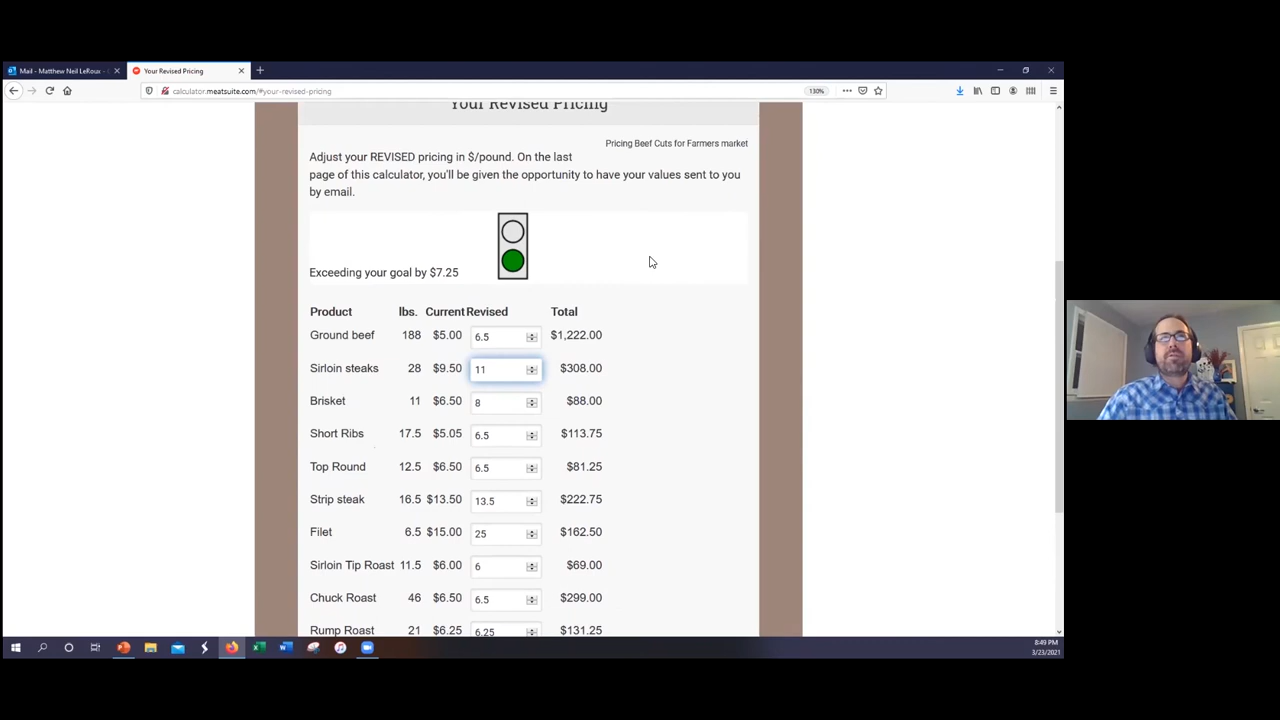 Mail - Matthew Neil LeRoux -
Your Revised Pricing
calculator.meatsuite.com/#your-revised-pricing
130%
Your Revised Pricing
Pricing Beef Cuts for Farmers market
Adjust your REVISED pricing in $/pound. On the last
page of this calculator, you'll be given the opportunity to have your values sent to you
by email.
Exceeding your goal by $7.25
Product lbs. Current Revised Total
Ground beef 188 $5.00 6.5 $1,222.00
Sirloin steaks 28 $9.50 11 $308.00
Brisket 11 $6.50 8 $88.00
Short Ribs 17.5 $5.05 6.5 $113.75
Top Round 12.5 $6.50 6.5 $81.25
Strip steak 16.5 $13.50 13.5 $222.75
Filet 6.5 $15.00 25 $162.50
Sirloin Tip Roast 11.5 $6.00 6 $69.00
Chuck Roast 46 $6.50 6.5 $299.00
Rump Roast 21 $6.25 6.25 $131.25
8:49 PM
3/23/2021